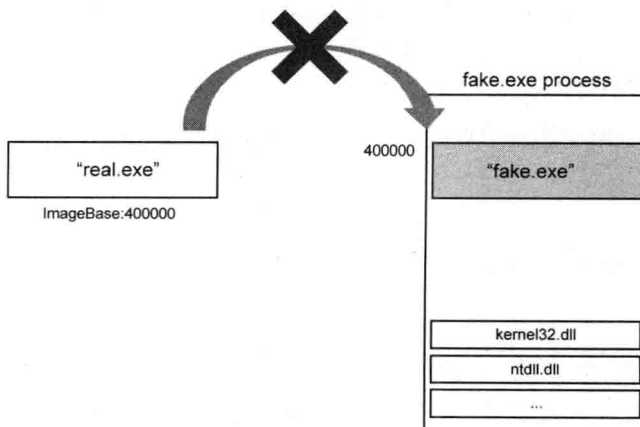 fake.exe process
400000
"real.exe"
"fake.exe"
ImageBase:400000
kernel32.dll
ntdll.dll
...